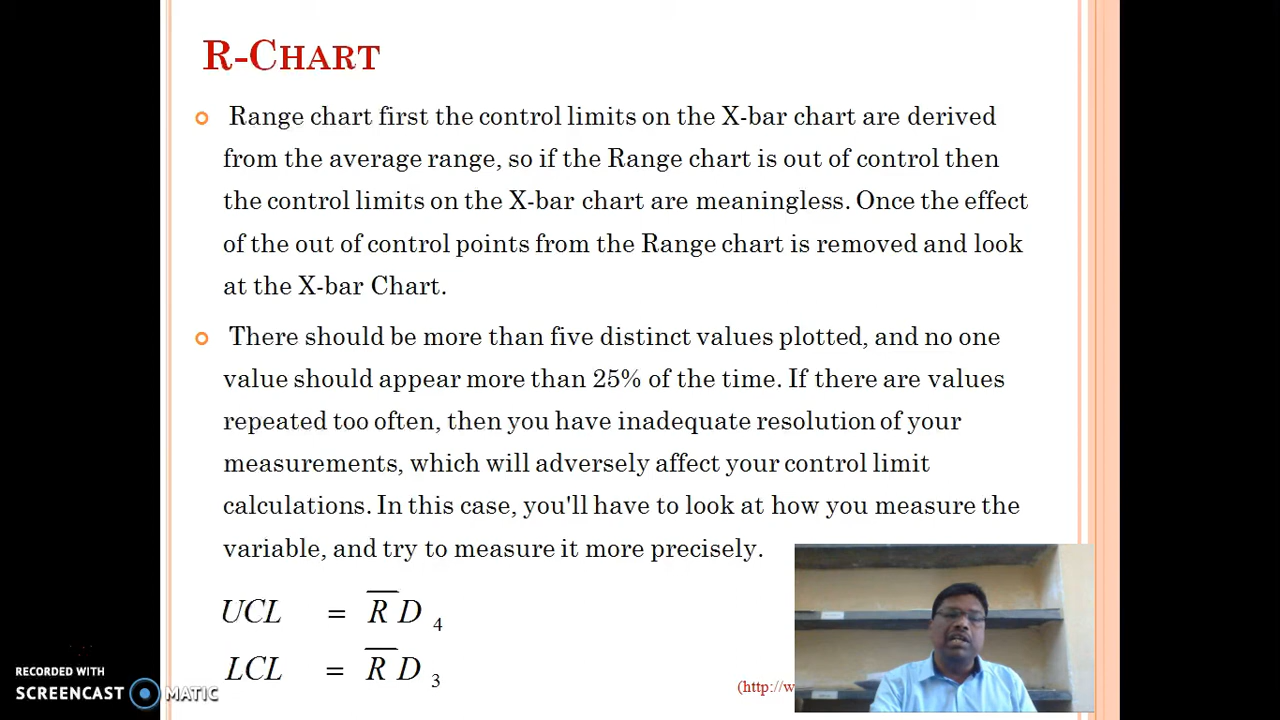 R-CHART
Range chart first the control limits on the X-bar chart are derived
from the average range, so if the Range chart is out of control then
the control limits on the X-bar chart are meaningless. Once the effect
of the out of control points from the Range chart is removed and look
at the X-bar Chart.
There should be more than five distinct values plotted, and no one
value should appear more than 25% of the time. If there are values
repeated too often, then you have inadequate resolution of your
measurements, which will adversely affect your control limit
calculations. In this case, you'll have to look at how you measure the
variable, and try to measure it more precisely.
UCL = R̅ D₄
LCL = R̅ D₃
(http://w
RECORDED WITH
SCREENCAST MATIC